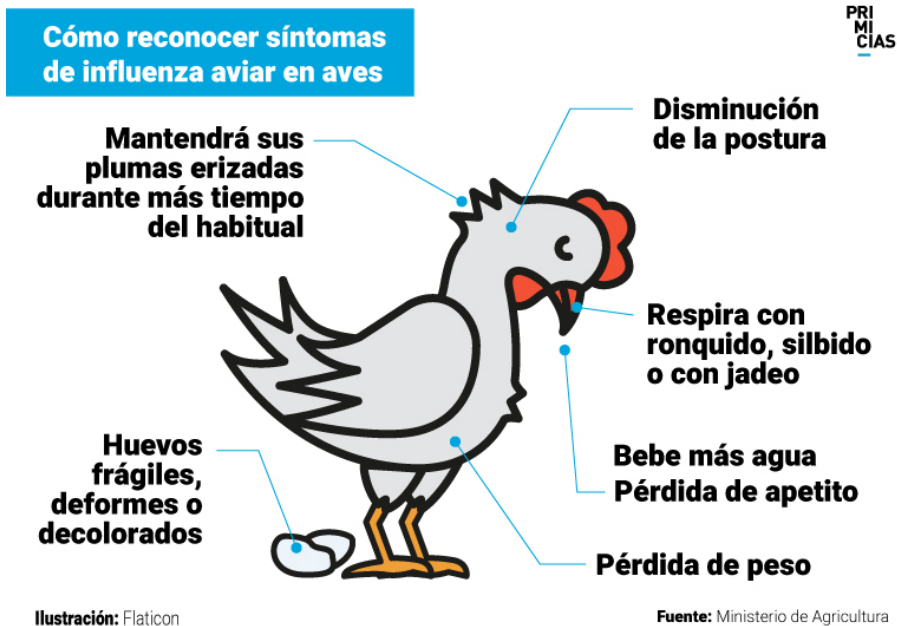 Cómo reconocer síntomas
de influenza aviar en aves
PRI
MI
CIAS
Mantendrá sus
plumas erizadas
durante más tiempo
del habitual
Disminución
de la postura
Respira con
ronquido, silbido
o con jadeo
Huevos
frágiles,
deformes o
decolorados
Bebe más agua
Pérdida de apetito
Pérdida de peso
Ilustración: Flaticon
Fuente: Ministerio de Agricultura